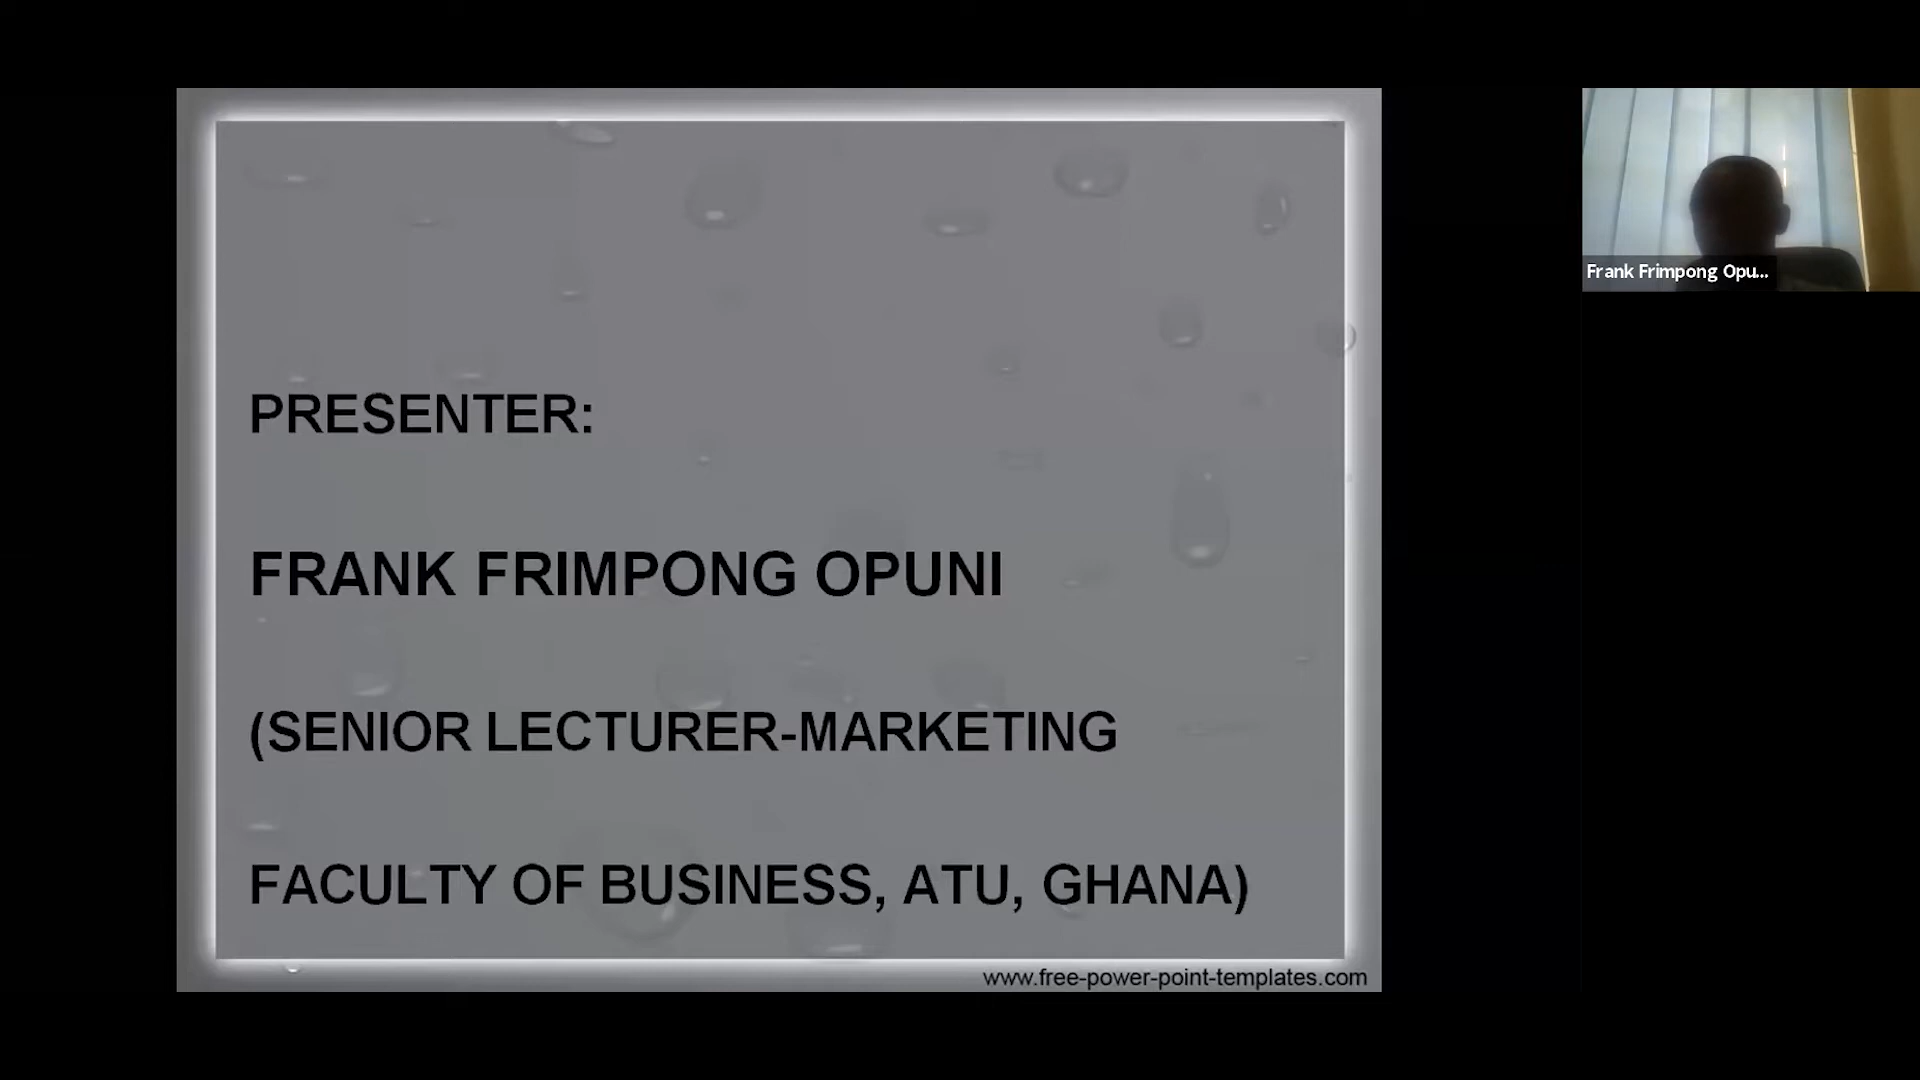 PRESENTER:
FRANK FRIMPONG OPUNI
(SENIOR LECTURER-MARKETING
FACULTY OF BUSINESS, ATU, GHANA)
www.free-power-point-templates.com
Frank Frimpong Opu...